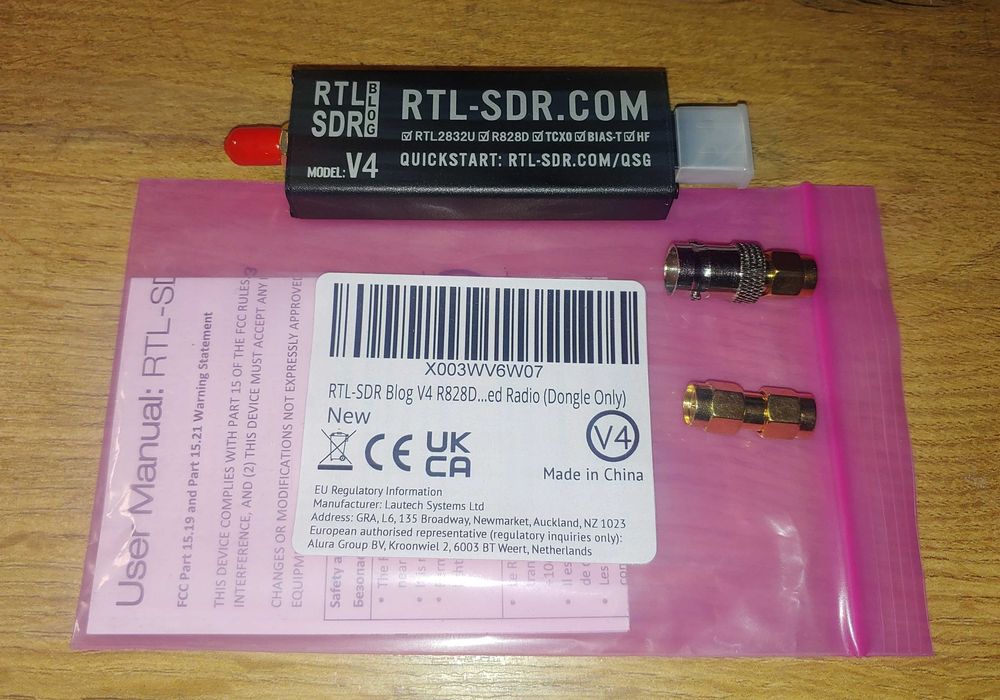 RTL
SDR
BLOG
MODEL: V4
RTL-SDR.COM
☑RTL2832U ☑R828D ☑TCXO ☑BIAS-T ☑HF
QUICKSTART: RTL-SDR.COM/QSG
User Manual: RTL-SD
FCC Part 15.19 and Part 15.21 Warning Statement
THIS DEVICE COMPLIES WITH PART 15 OF THE FCC RULES
INTERFERENCE, AND (2) THIS DEVICE MUST ACCEPT ANY
CHANGES OR MODIFICATIONS NOT EXPRESSLY APPROVED
EQUIPM
Safety a
Безопа
• The
X003WV6W07
RTL-SDR Blog V4 R828D...ed Radio (Dongle Only)
New
CE UK
CA
V4
Made in China
EU Regulatory Information
Manufacturer: Lautech Systems Ltd
Address: GRA, L6, 135 Broadway, Newmarket, Auckland, NZ 1023
European authorised representative (regulatory inquiries only):
Alura Group BV, Kroonwiel 2, 6003 BT Weert, Netherlands